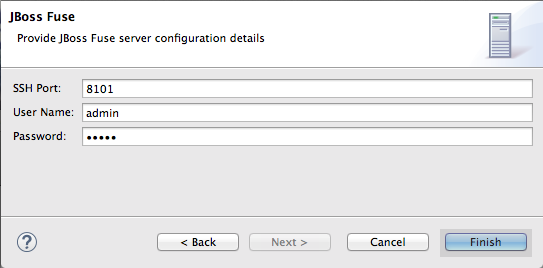 JBoss Fuse
Provide JBoss Fuse server configuration details
SSH Port: 8101
User Name: admin
Password: •••••
? < Back Next > Cancel Finish